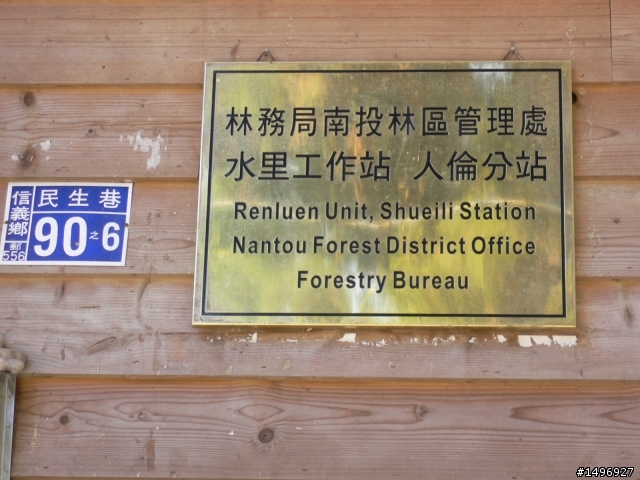 林務局南投林區管理處
水里工作站 人倫分站
Renluen Unit, Shueili Station
Nantou Forest District Office
Forestry Bureau
信義鄉
郵
556
民生巷
90之6
#1496927